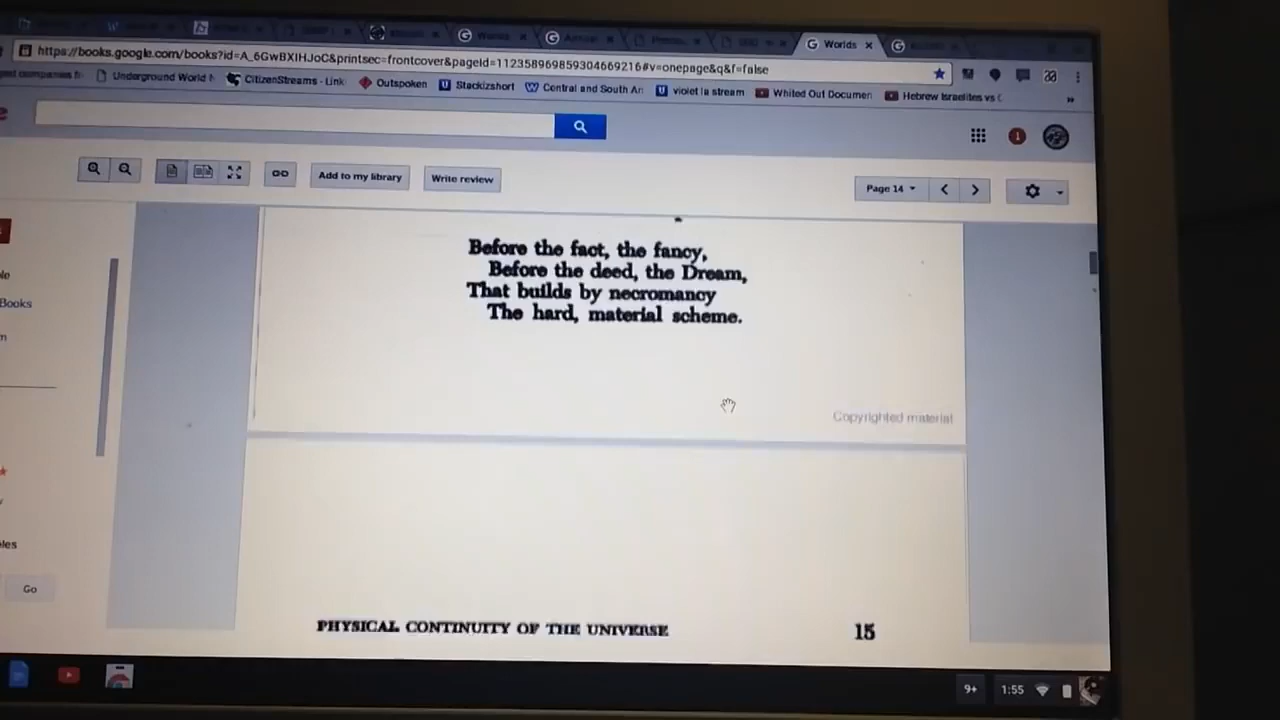 Worlds
https://books.google.com/books?id=A_6GwBXIHJoC&printsec=frontcover&pageId=112358969859304669216#v=onepage&q&f=false
Underground World
CitizenStreams - Link
Outspoken
Stackizshort
Central and South An
violet la stream
Whited Out Documen
Hebrew Israelites vs
1
Add to my library
Write review
Page 14
Before the fact, the fancy,
Before the deed, the Dream,
That builds by necromancy
The hard, material scheme.
Books
Copyrighted material
Go
PHYSICAL CONTINUITY OF THE UNIVERSE
15
9+
1:55